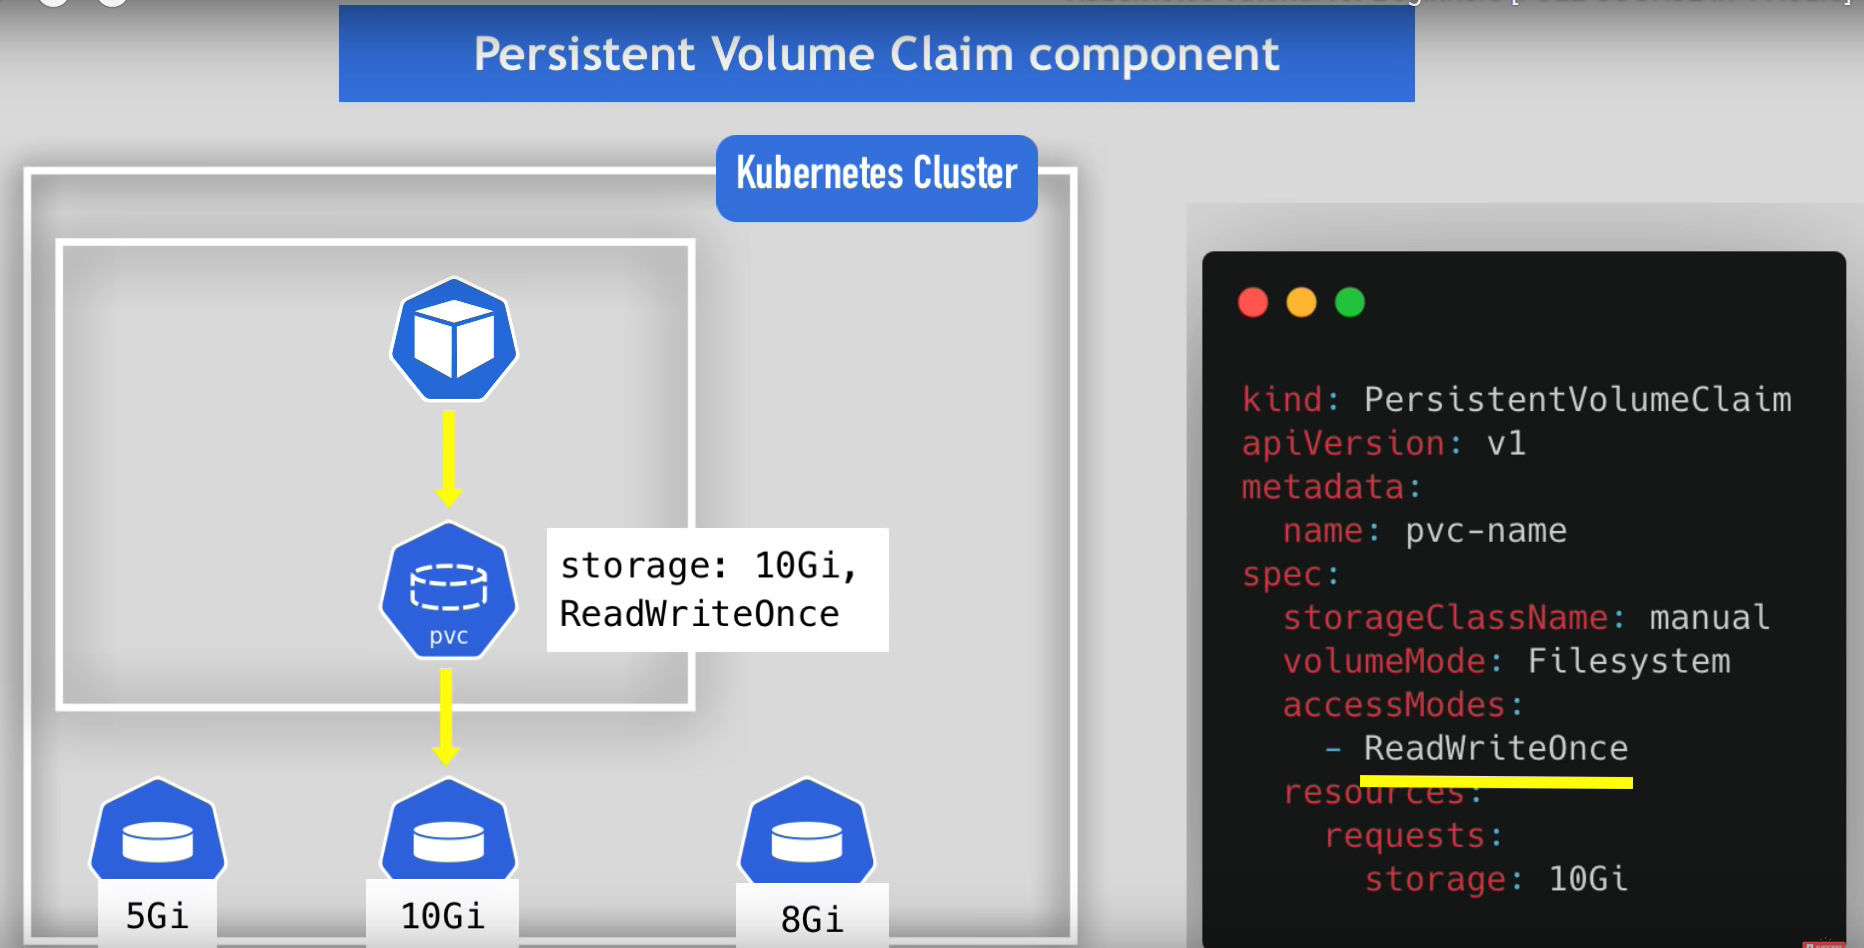 Persistent Volume Claim component
Kubernetes Cluster
storage: 10Gi,
ReadWriteOnce
pvc
5Gi
10Gi
8Gi
kind: PersistentVolumeClaim
apiVersion: v1
metadata:
  name: pvc-name
spec:
  storageClassName: manual
  volumeMode: Filesystem
  accessModes:
    - ReadWriteOnce
  resources:
    requests:
      storage: 10Gi